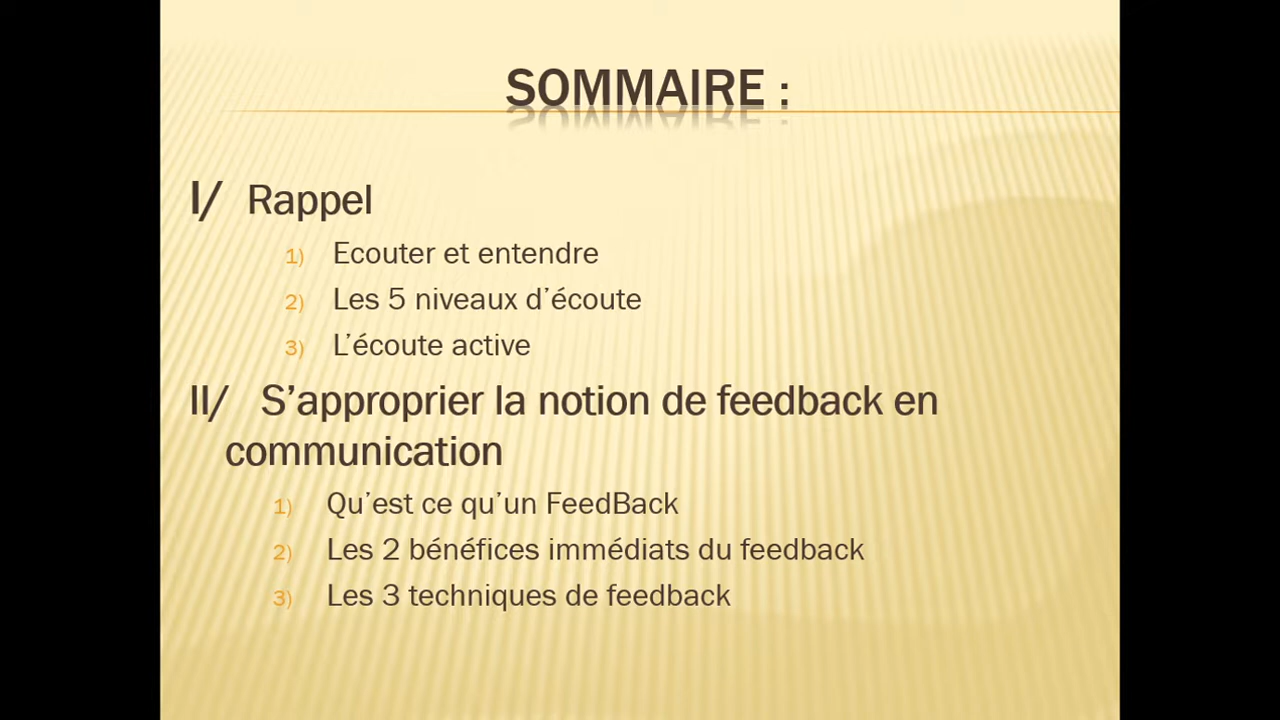 SOMMAIRE :
I/ Rappel
1) Ecouter et entendre
2) Les 5 niveaux d’écoute
3) L’écoute active
II/ S’approprier la notion de feedback en
communication
1) Qu’est ce qu’un FeedBack
2) Les 2 bénéfices immédiats du feedback
3) Les 3 techniques de feedback